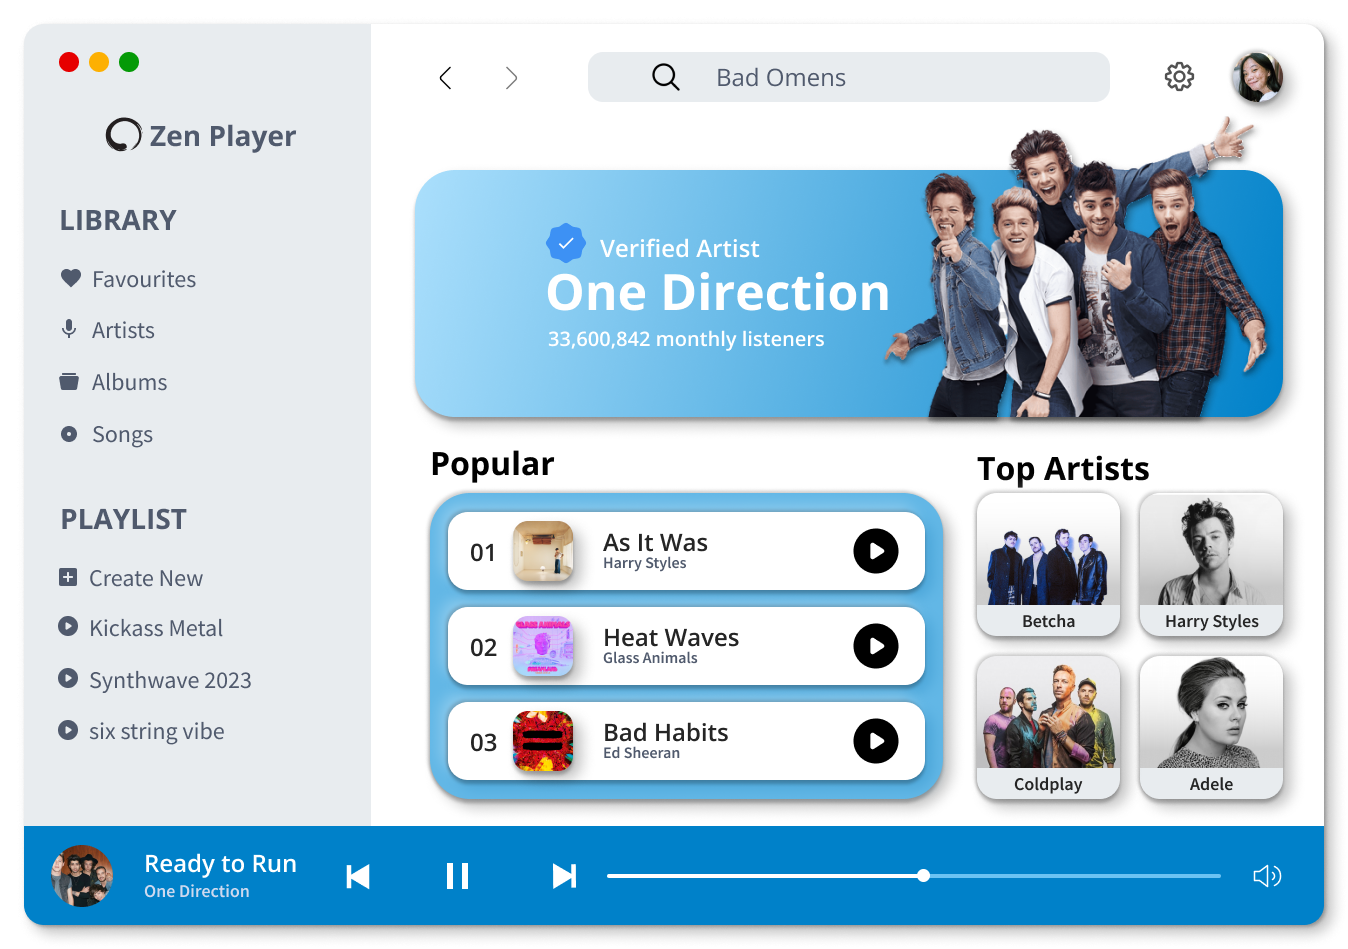 Bad Omens
Zen Player
LIBRARY
Favourites
Artists
Albums
Songs
PLAYLIST
Create New
Kickass Metal
Synthwave 2023
six string vibe
Verified Artist
One Direction
33,600,842 monthly listeners
Popular
01
As It Was
Harry Styles
02
GLASS ANIMALS
Heat Waves
Glass Animals
03
Bad Habits
Ed Sheeran
Top Artists
Betcha
Harry Styles
Coldplay
Adele
Ready to Run
One Direction